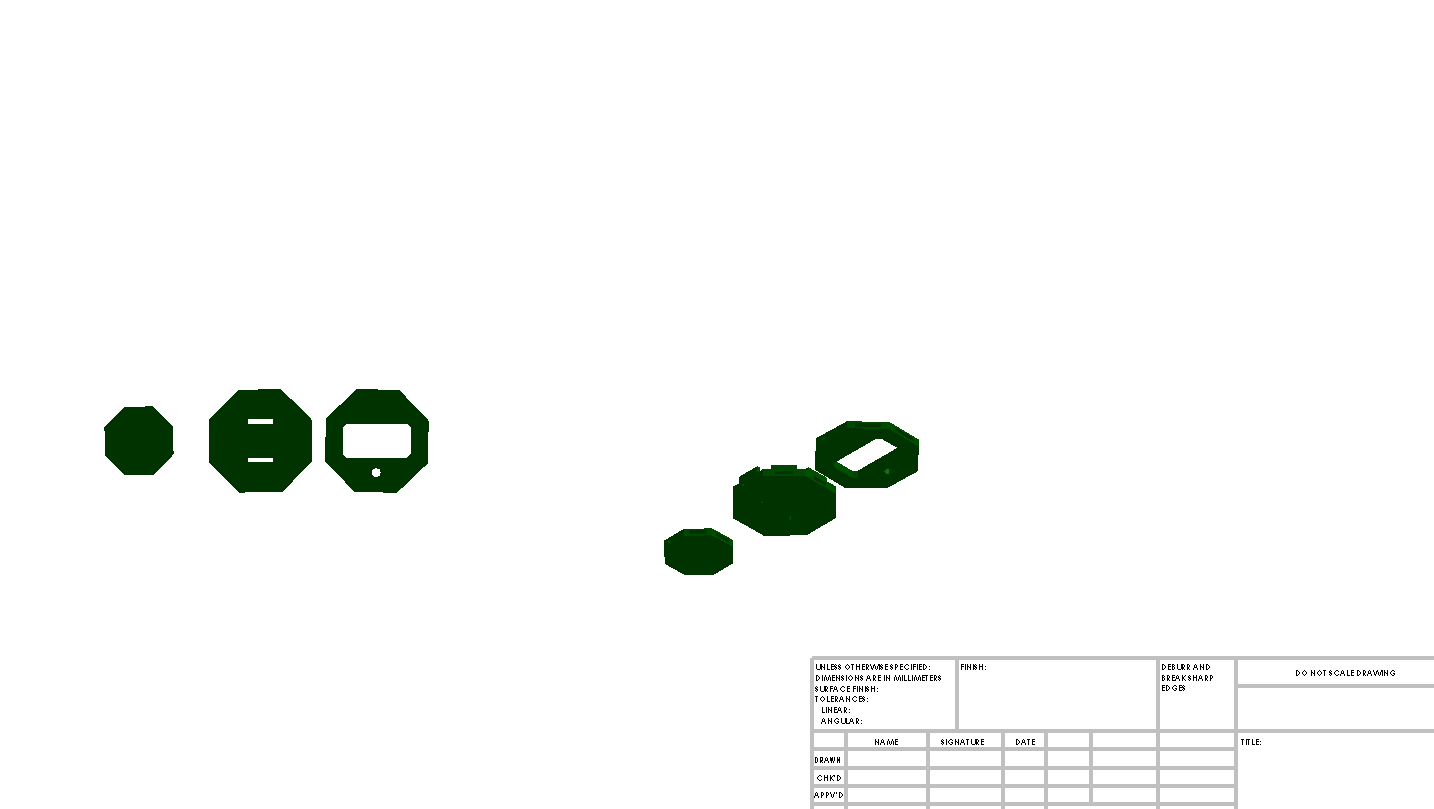 UNLESS OTHERWISE SPECIFIED:
DIMENSIONS ARE IN MILLIMETERS
SURFACE FINISH:
TOLERANCES:
LINEAR:
ANGULAR:
FINISH:
DEBURR AND
BREAK SHARP
EDGES
DO NOT SCALE DRAWING
NAME SIGNATURE DATE
TITLE:
DRAWN
CHK'D
APPV'D